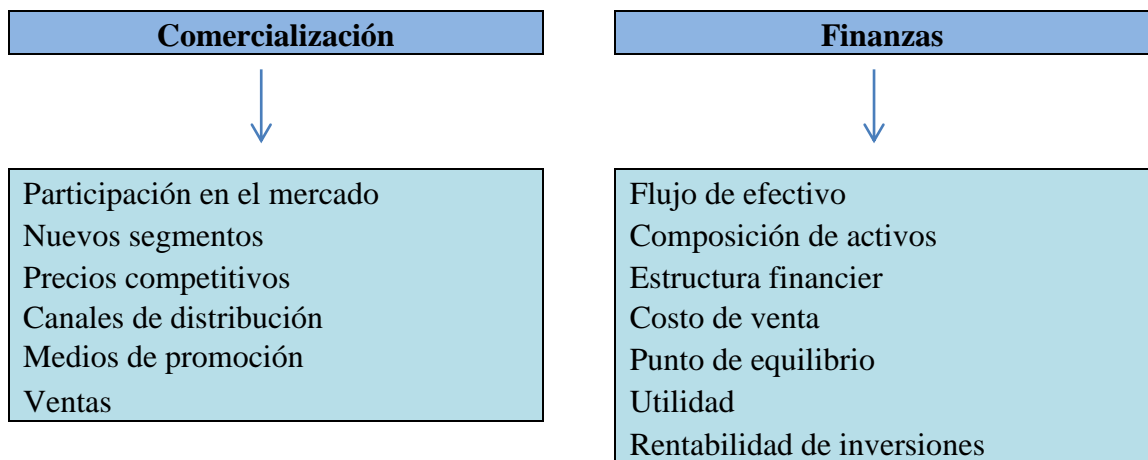 Comercialización
Participación en el mercado
Nuevos segmentos
Precios competitivos
Canales de distribución
Medios de promoción
Ventas
Finanzas
Flujo de efectivo
Composición de activos
Estructura financier
Costo de venta
Punto de equilibrio
Utilidad
Rentabilidad de inversiones